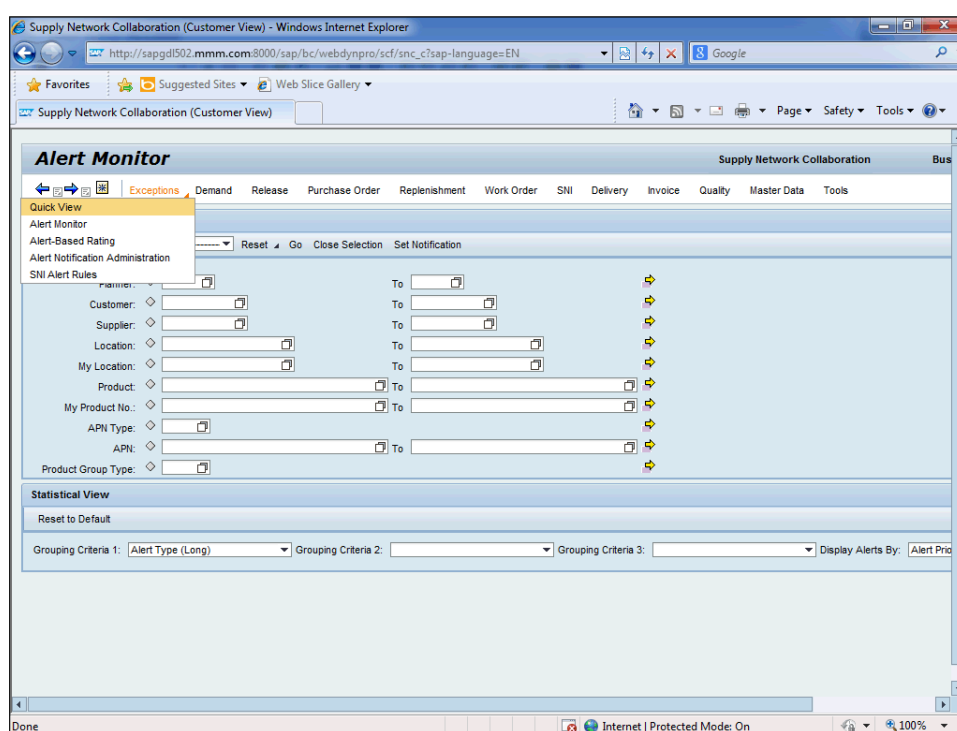 Supply Network Collaboration (Customer View) - Windows Internet Explorer
http://sapgdl502.mmm.com:8000/sap/bc/webdynpro/scf/snc_c?sap-language=EN
Google
Favorites Suggested Sites Web Slice Gallery
Supply Network Collaboration (Customer View) Page Safety Tools
Alert Monitor Supply Network Collaboration Bus
Exceptions Demand Release Purchase Order Replenishment Work Order SNI Delivery Invoice Quality Master Data Tools
Quick View
Alert Monitor
Alert-Based Rating
Alert Notification Administration
SNI Alert Rules
Reset Go Close Selection Set Notification
Planner: To
Customer: To
Supplier: To
Location: To
My Location: To
Product: To
My Product No.: To
APN Type:
APN: To
Product Group Type:
Statistical View
Reset to Default
Grouping Criteria 1: Alert Type (Long) Grouping Criteria 2: Grouping Criteria 3: Display Alerts By: Alert Prio
Done Internet | Protected Mode: On 100%